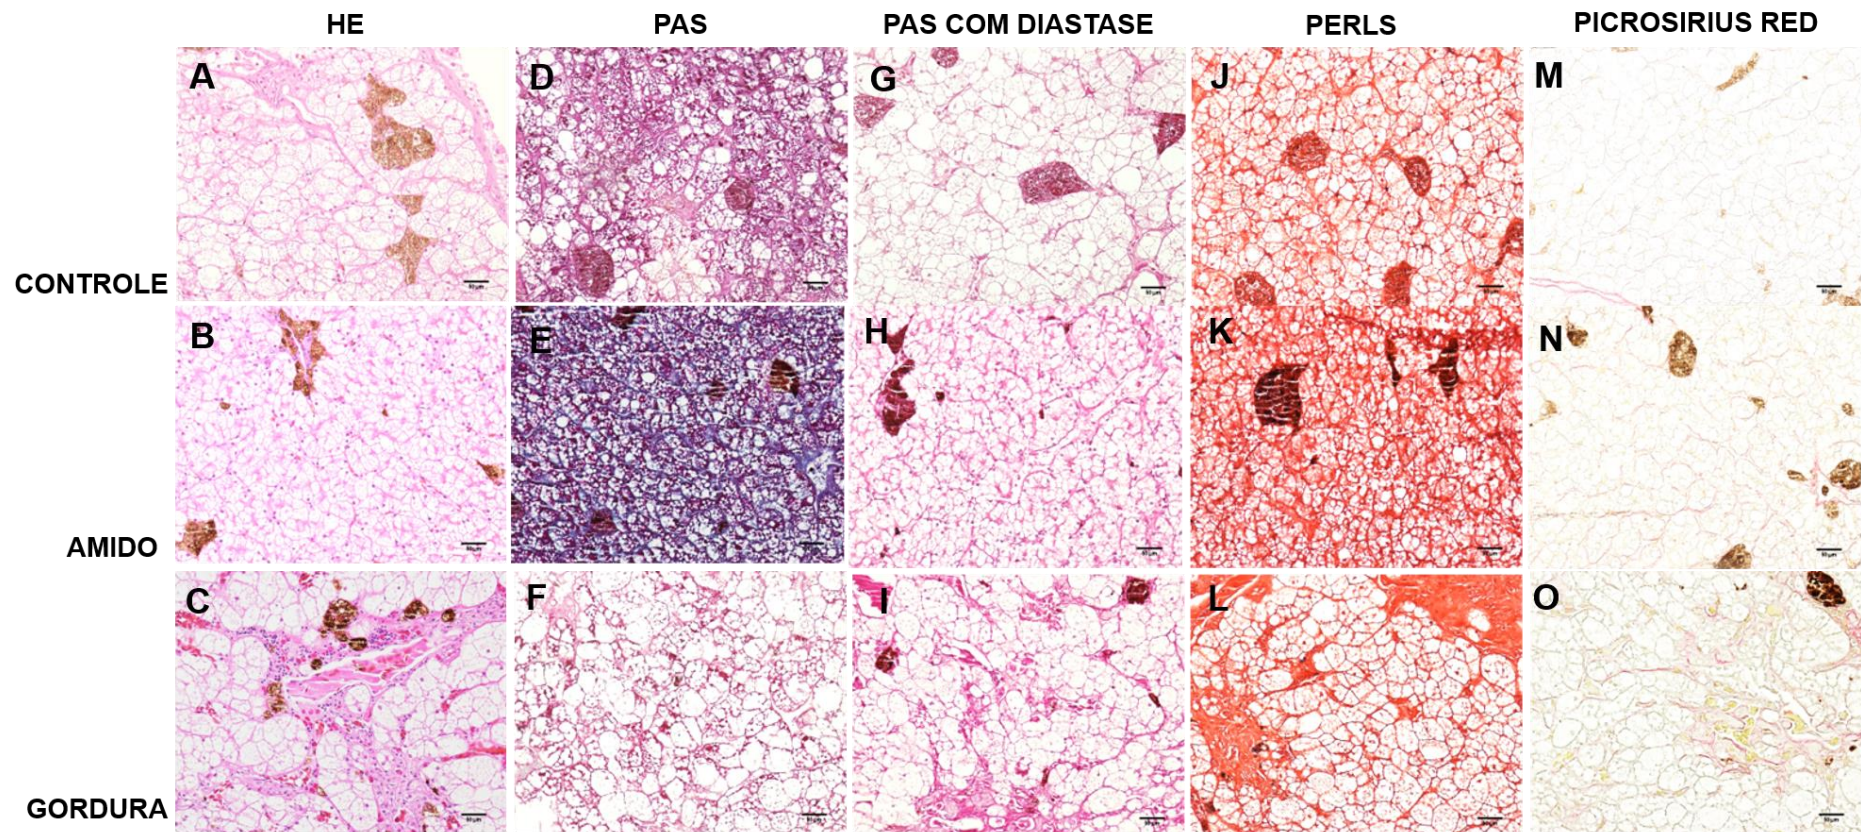 HE PAS PAS COM DIASTASE PERLS PICROSIRIUS RED
A D G J M
CONTROLE
B E H K N
AMIDO
C F I L O
GORDURA